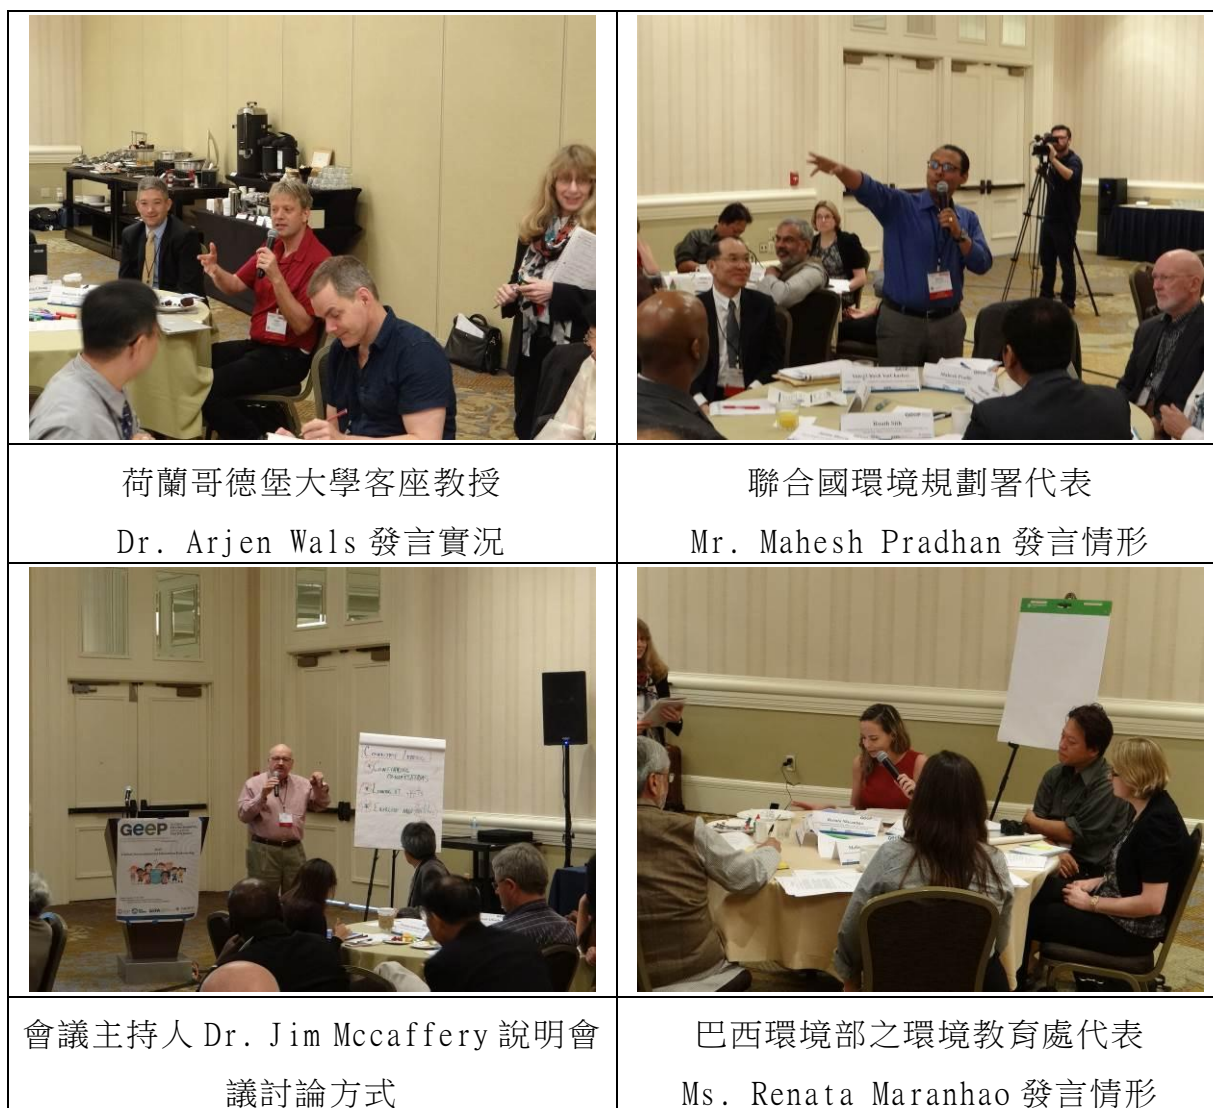 荷蘭哥德堡大學客座教授
Dr. Arjen Wals 發言實況
聯合國環境規劃署代表
Mr. Mahesh Pradhan 發言情形
GEEP
會議主持人 Dr. Jim Mccaffery 說明會
議討論方式
巴西環境部之環境教育處代表
Ms. Renata Maranhao 發言情形